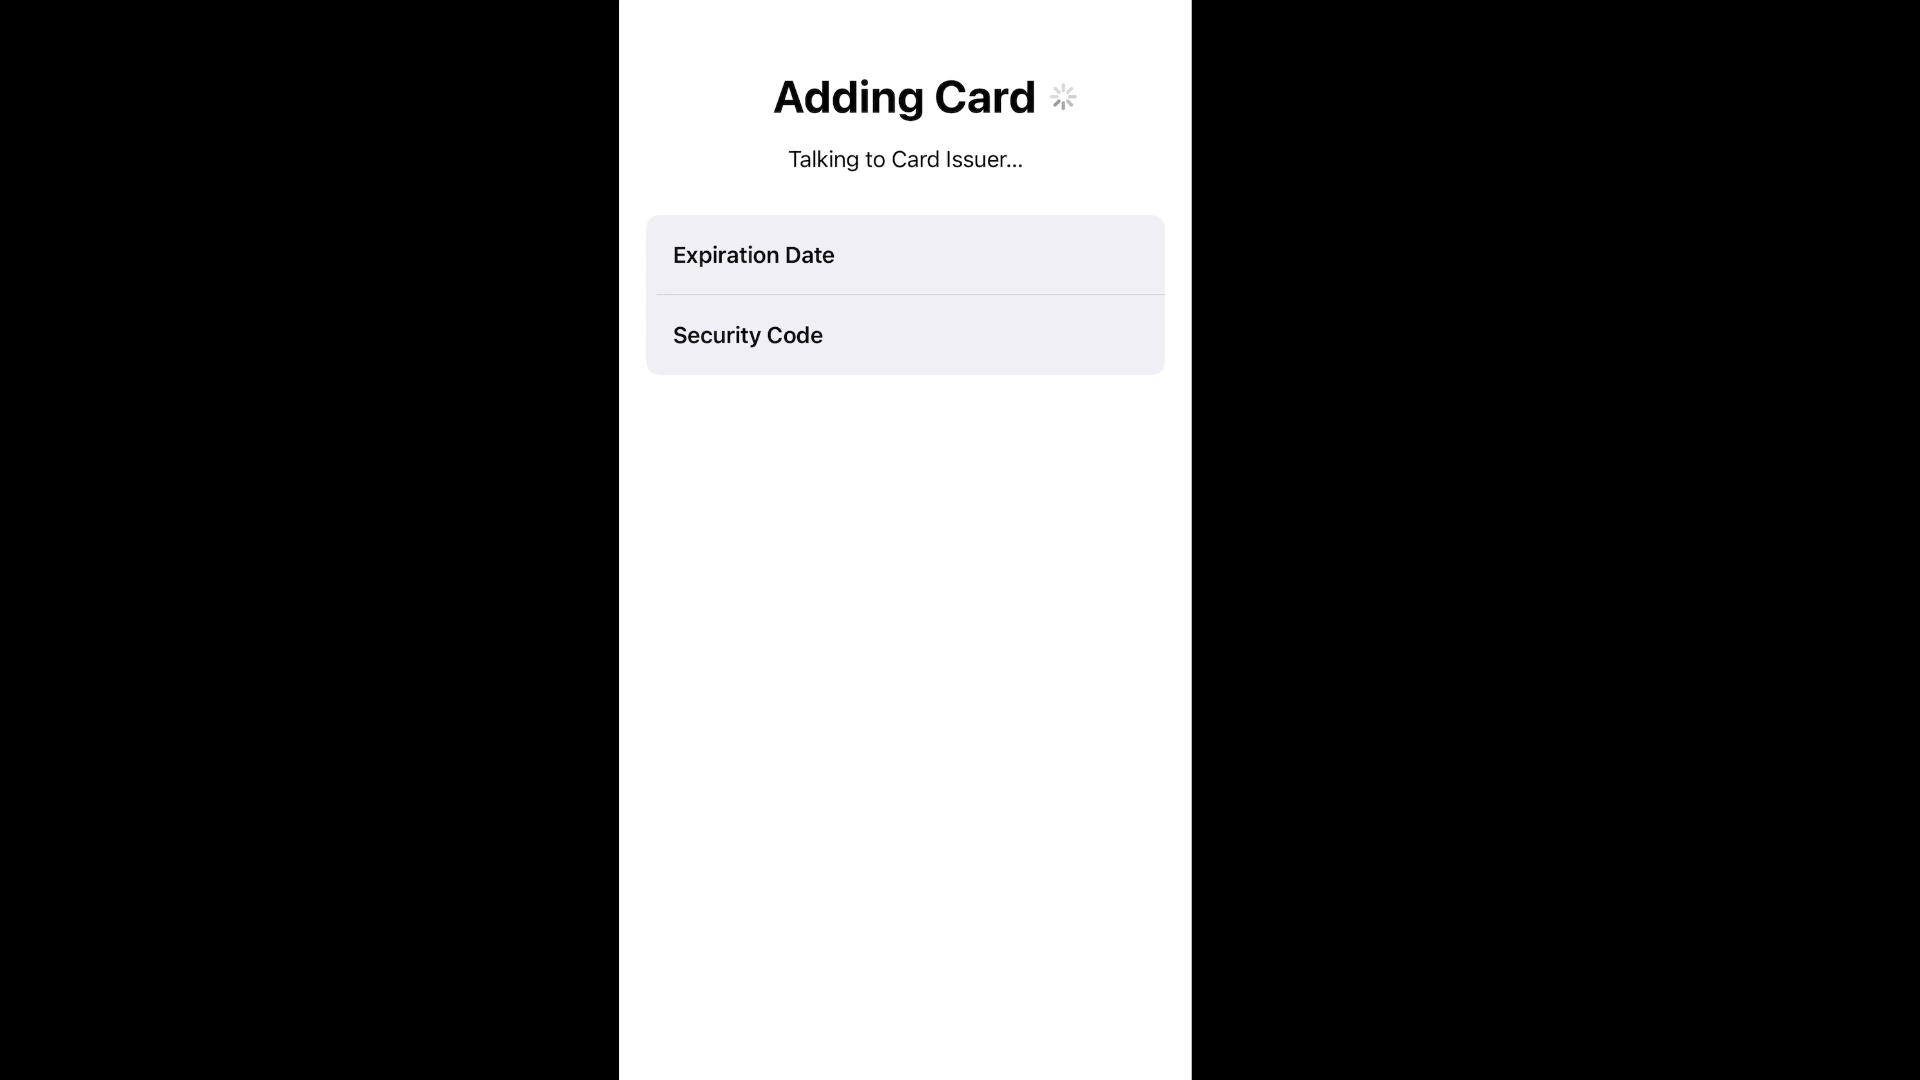 Adding Card
Talking to Card Issuer...
Expiration Date
Security Code